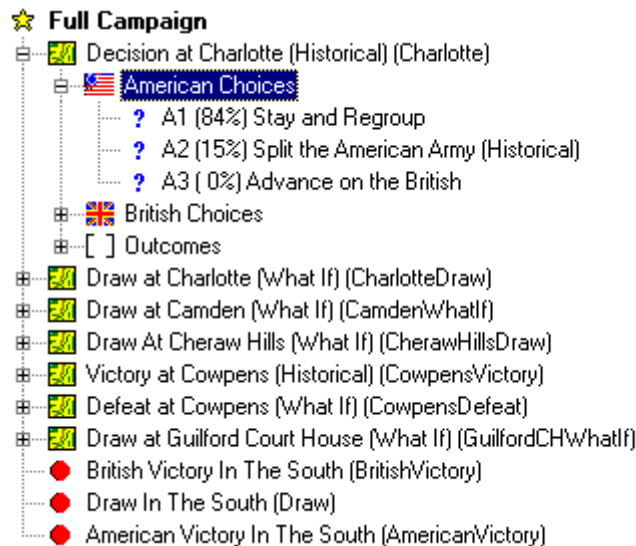 Full Campaign
Decision at Charlotte (Historical) (Charlotte)
American Choices
? A1 (84%) Stay and Regroup
? A2 (15%) Split the American Army (Historical)
? A3 ( 0%) Advance on the British
British Choices
[ ] Outcomes
Draw at Charlotte (What If) (CharlotteDraw)
Draw at Camden (What If) (CamdenWhatIf)
Draw At Cheraw Hills (What If) (CherawHillsDraw)
Victory at Cowpens (Historical) (CowpensVictory)
Defeat at Cowpens (What If) (CowpensDefeat)
Draw at Guilford Court House (What If) (GuilfordCHWhatIf)
British Victory In The South (BritishVictory)
Draw In The South (Draw)
American Victory In The South (AmericanVictory)